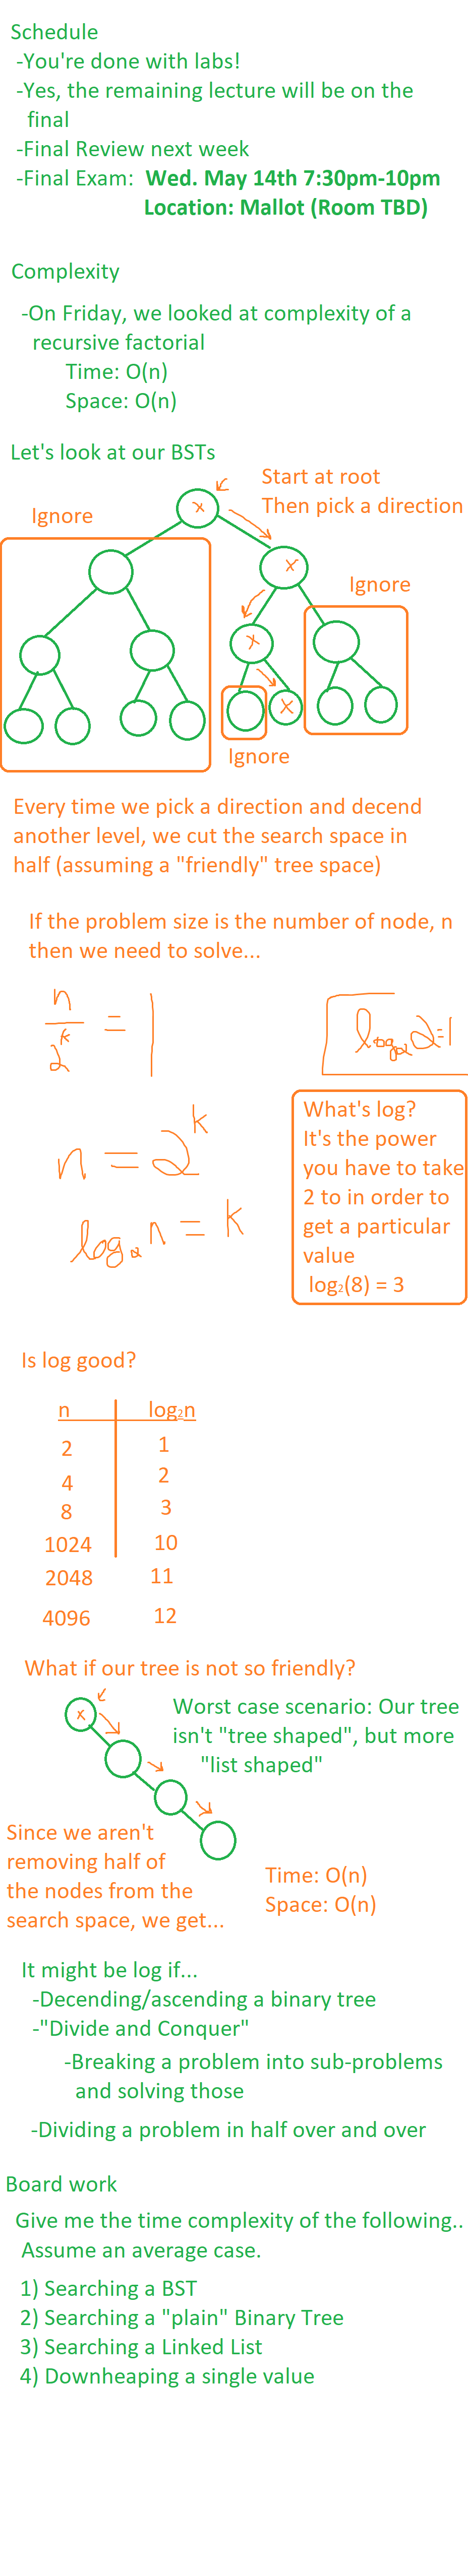 Schedule
-You're done with labs!
-Yes, the remaining lecture will be on the
final
-Final Review next week
-Final Exam: Wed. May 14th 7:30pm-10pm
Location: Mallot (Room TBD)
Complexity
-On Friday, we looked at complexity of a
recursive factorial
Time: O(n)
Space: O(n)
Let's look at our BSTs
Start at root
Then pick a direction
Ignore
x
x
Ignore
x
x
Ignore
Every time we pick a direction and decend
another level, we cut the search space in
half (assuming a "friendly" tree space)
If the problem size is the number of node, n
then we need to solve...
n/2^k = 1
log₂2=1
n = 2^k
log₂n = k
What's log?
It's the power
you have to take
2 to in order to
get a particular
value
log₂(8) = 3
Is log good?
n log₂n
2 1
4 2
8 3
1024 10
2048 11
4096 12
What if our tree is not so friendly?
x
Worst case scenario: Our tree
isn't "tree shaped", but more
"list shaped"
Since we aren't
removing half of
the nodes from the
search space, we get...
Time: O(n)
Space: O(n)
It might be log if...
-Decending/ascending a binary tree
-"Divide and Conquer"
-Breaking a problem into sub-problems
and solving those
-Dividing a problem in half over and over
Board work
Give me the time complexity of the following..
Assume an average case.
1) Searching a BST
2) Searching a "plain" Binary Tree
3) Searching a Linked List
4) Downheaping a single value